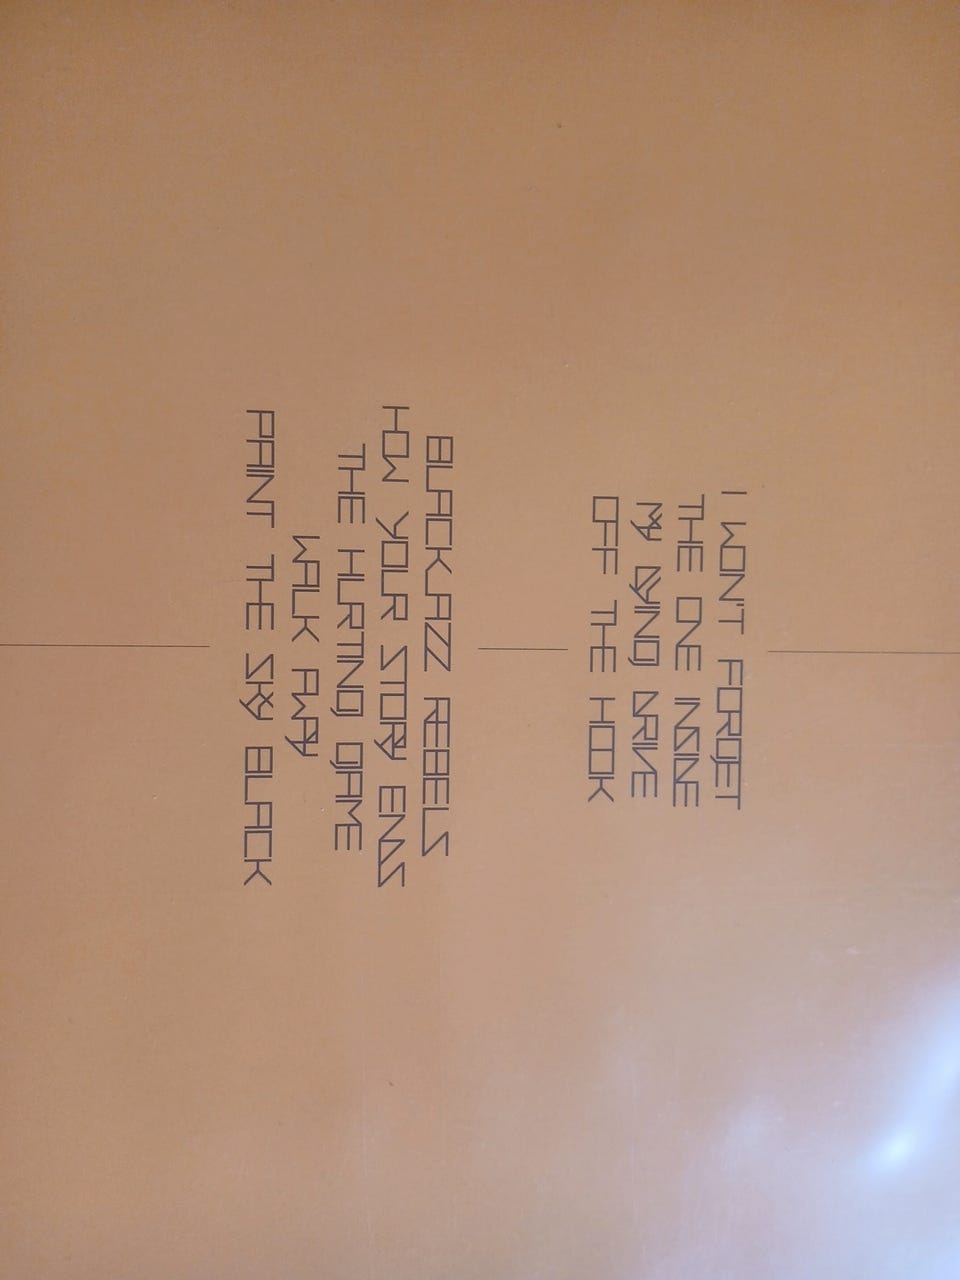 I WON'T FORGET
THE ONE INSIDE
MY DYING DRIVE
OFF THE HOOK
BLACKJAZZ REBELS
HOW YOUR STORY ENDS
THE HURTING GAME
WALK AWAY
PAINT THE SKY BLACK